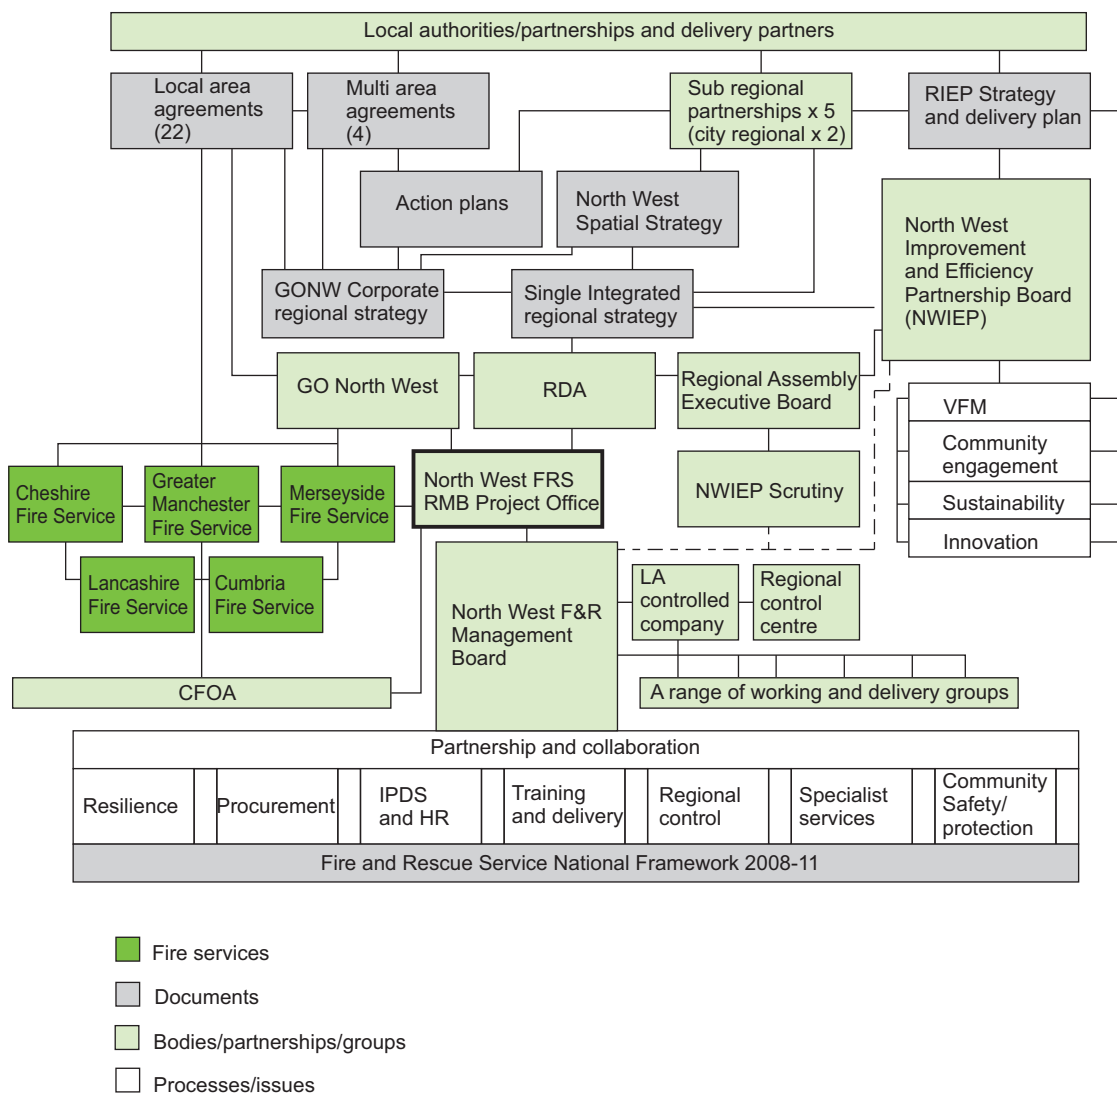 Local authorities/partnerships and delivery partners
Local area
agreements
(22)
Multi area
agreements
(4)
Sub regional
partnerships x 5
(city regional x 2)
RIEP Strategy
and delivery plan
Action plans
North West
Spatial Strategy
North West
Improvement
and Efficiency
Partnership Board
(NWIEP)
GONW Corporate
regional strategy
Single Integrated
regional strategy
GO North West
RDA
Regional Assembly
Executive Board
VFM
Community
engagement
Sustainability
Innovation
Cheshire
Fire Service
Greater
Manchester
Fire Service
Merseyside
Fire Service
North West FRS
RMB Project Office
NWIEP Scrutiny
Lancashire
Fire Service
Cumbria
Fire Service
North West F&R
Management
Board
LA
controlled
company
Regional
control
centre
CFOA
A range of working and delivery groups
Partnership and collaboration
Resilience
Procurement
IPDS
and HR
Training
and delivery
Regional
control
Specialist
services
Community
Safety/
protection
Fire and Rescue Service National Framework 2008-11
Fire services
Documents
Bodies/partnerships/groups
Processes/issues